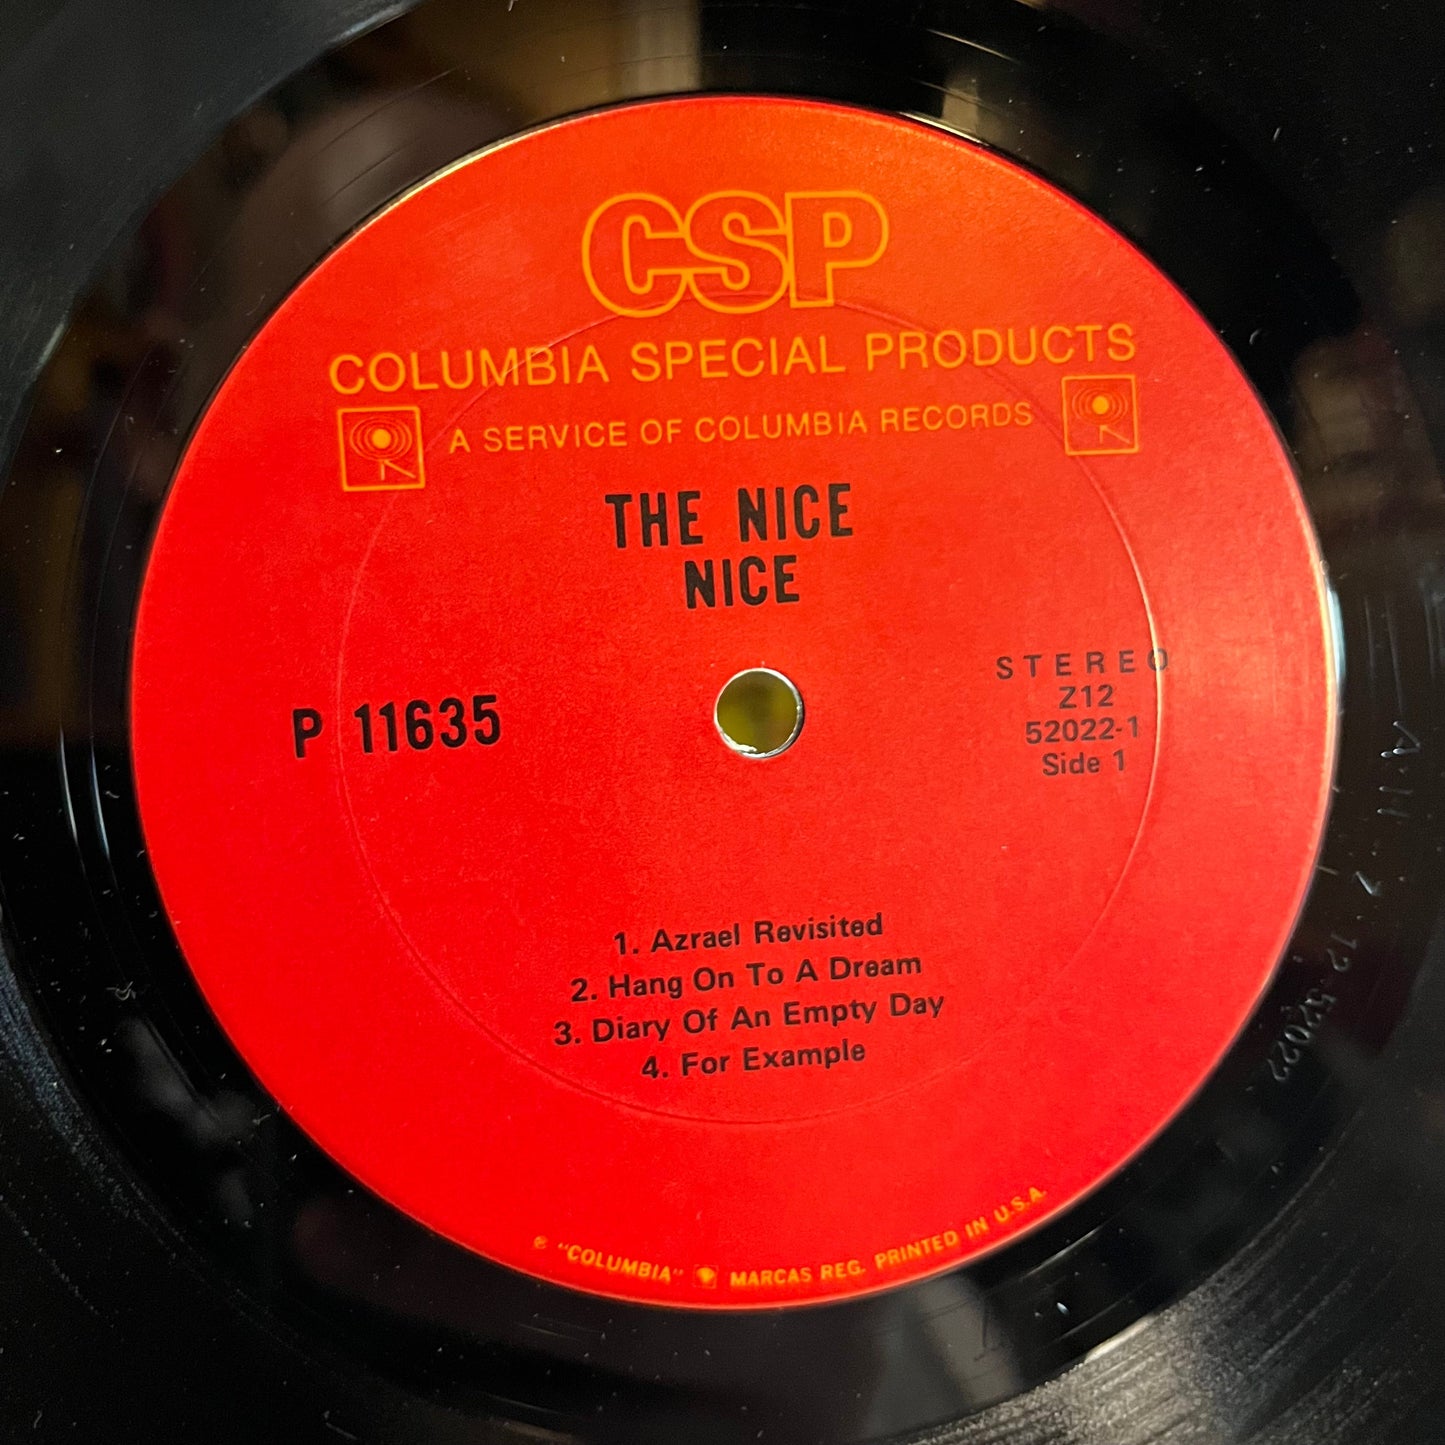 CSP
COLUMBIA SPECIAL PRODUCTS
A SERVICE OF COLUMBIA RECORDS
THE NICE
NICE
P 11635
STEREO
Z12
52022-1
Side 1
1. Azrael Revisited
2. Hang On To A Dream
3. Diary Of An Empty Day
4. For Example
℗ "COLUMBIA" MARCAS REG. PRINTED IN U.S.A.